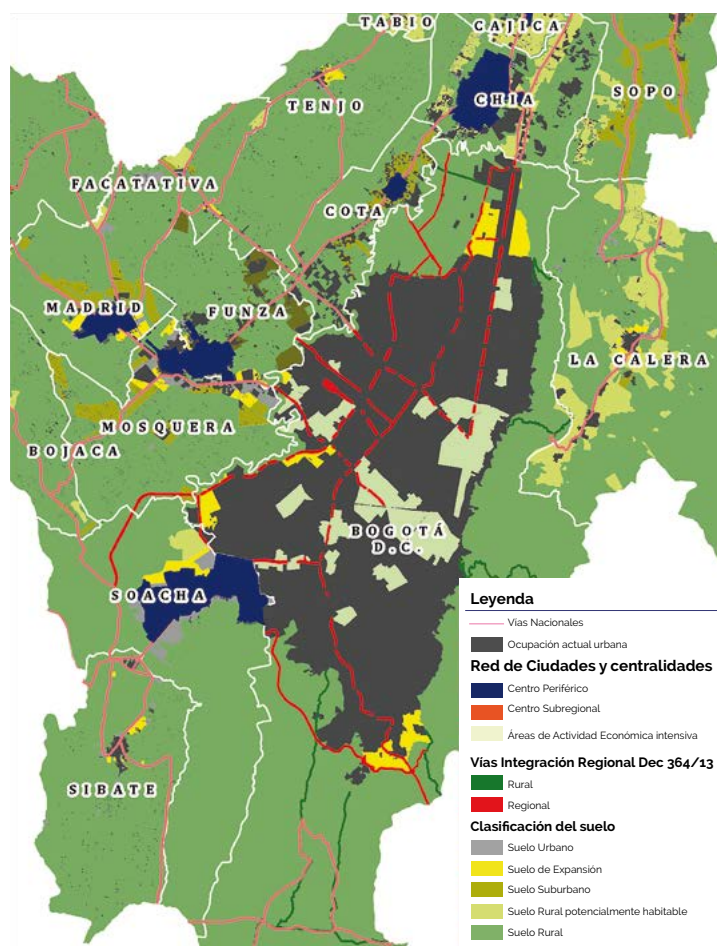 TABIO
CAJICA
TENJO
CHIA
SOPO
FACATATIVA
COTA
MADRID
FUNZA
LA CALERA
MOSQUERA
BOJACA
BOGOTÁ
D.C.
SOACHA
SIBATE
Leyenda
Vías Nacionales
Ocupación actual urbana
Red de Ciudades y centralidades
Centro Periférico
Centro Subregional
Áreas de Actividad Económica intensiva
Vías Integración Regional Dec 364/13
Rural
Regional
Clasificación del suelo
Suelo Urbano
Suelo de Expansión
Suelo Suburbano
Suelo Rural potencialmente habitable
Suelo Rural